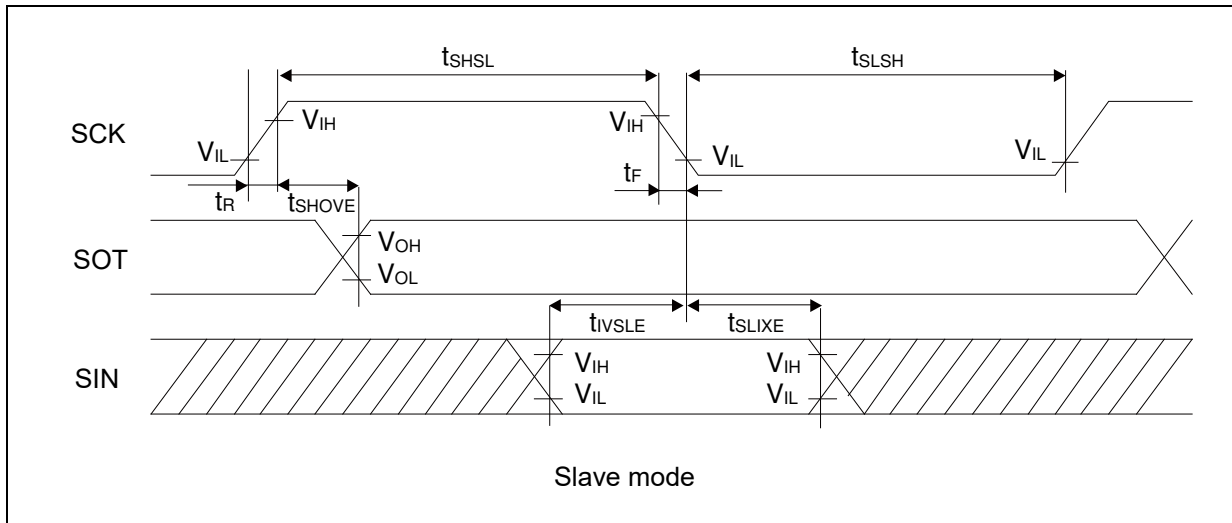 tSHSL tSLSH
SCK VIL VIH VIH VIL VIL
tR tSHOVE tF
SOT VOH
VOL
tIVSLE tSLIXE
SIN VIH VIH
VIL VIL
Slave mode